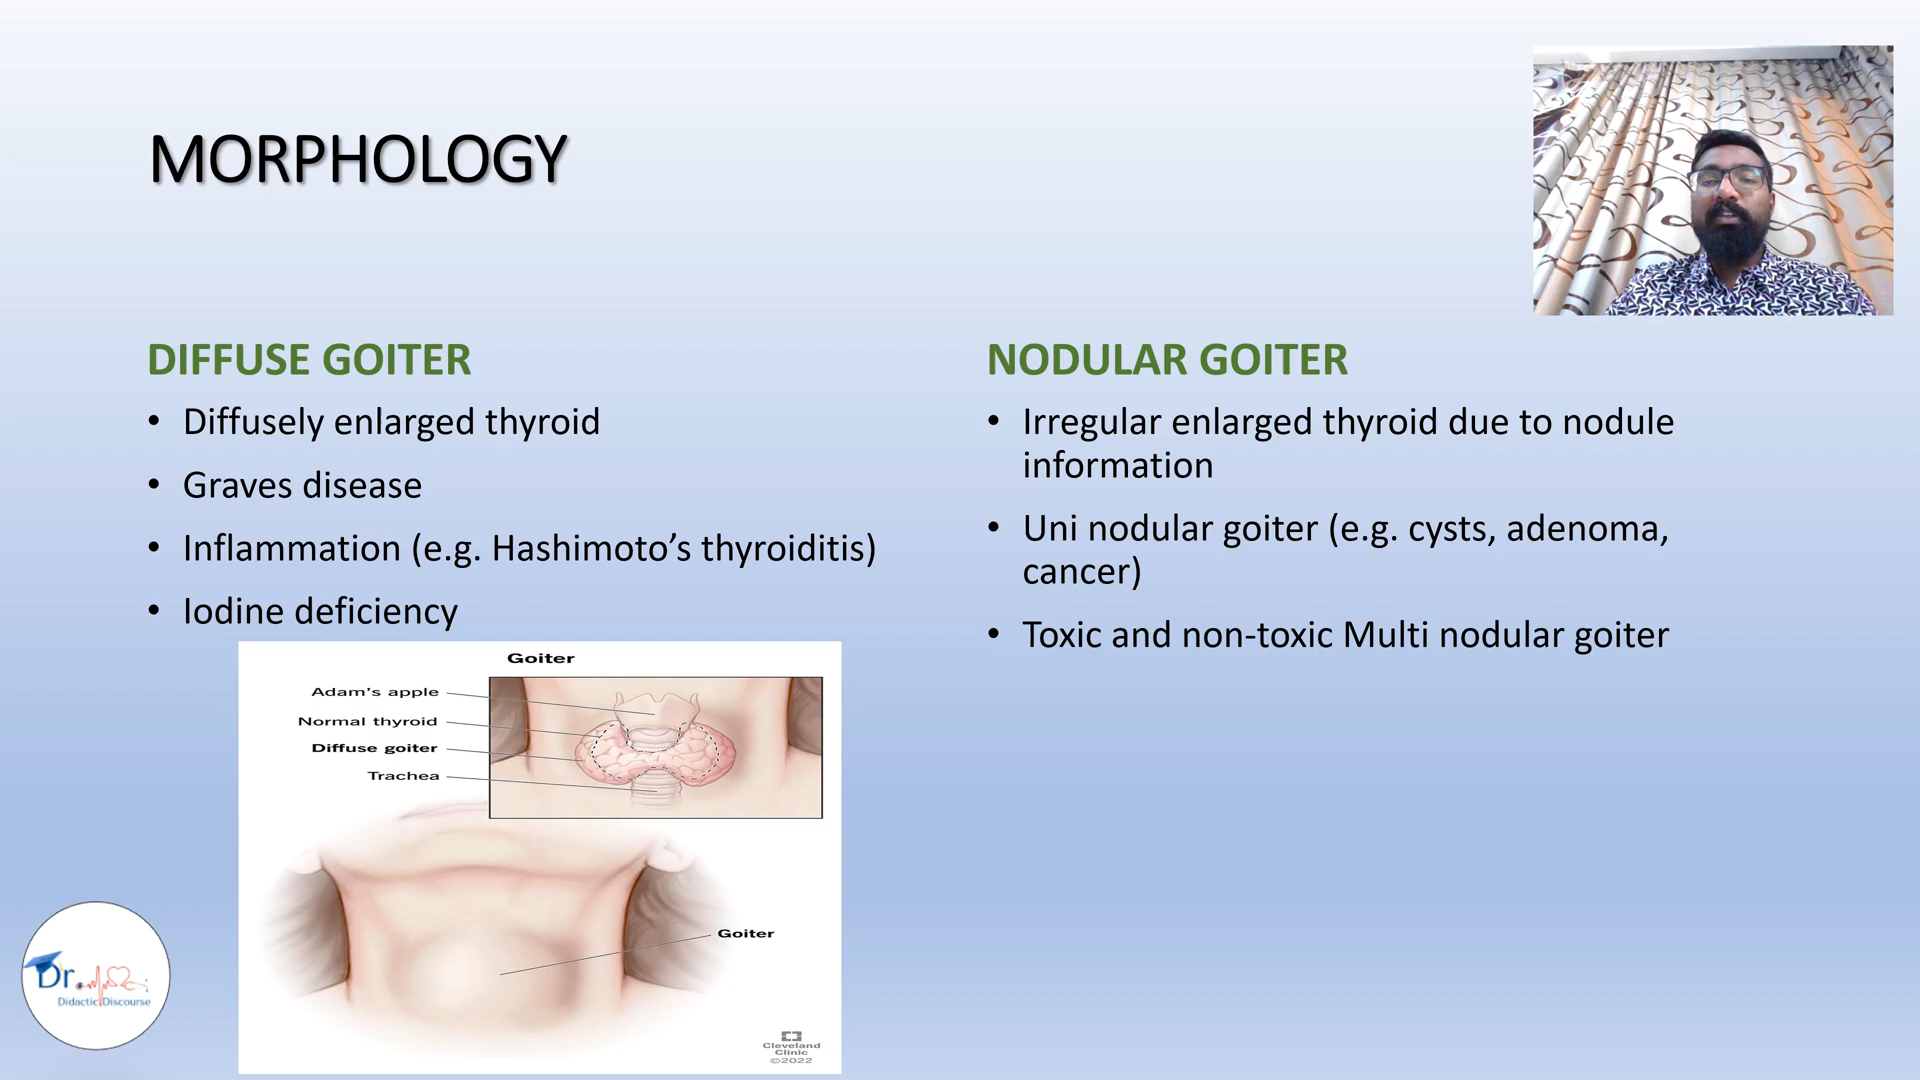 MORPHOLOGY
DIFFUSE GOITER
• Diffusely enlarged thyroid
• Graves disease
• Inflammation (e.g. Hashimoto’s thyroiditis)
• Iodine deficiency
NODULAR GOITER
• Irregular enlarged thyroid due to nodule
information
• Uni nodular goiter (e.g. cysts, adenoma,
cancer)
• Toxic and non-toxic Multi nodular goiter
Goiter
Adam's apple
Normal thyroid
Diffuse goiter
Trachea
Goiter
Cleveland
Clinic
©2022
Dr.
Didactic Discourse